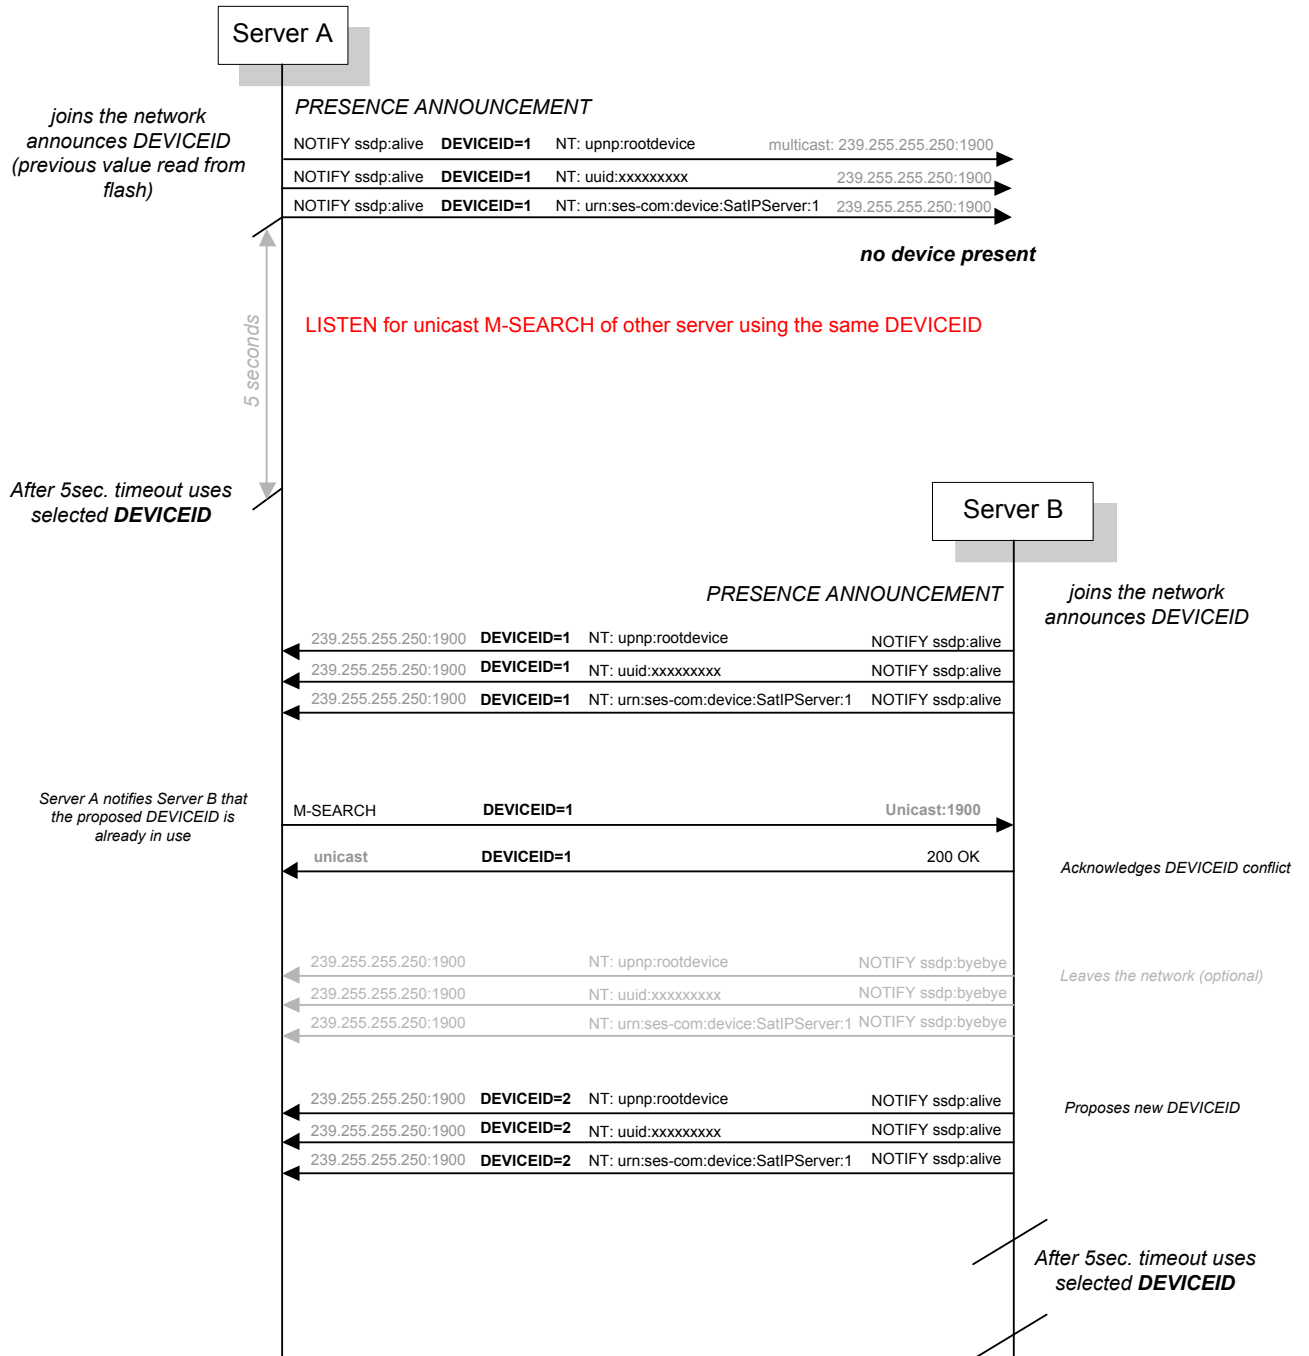 Server A
joins the network
announces DEVICEID
(previous value read from
flash)
PRESENCE ANNOUNCEMENT
NOTIFY ssdp:alive DEVICEID=1 NT: upnp:rootdevice multicast: 239.255.255.250:1900
NOTIFY ssdp:alive DEVICEID=1 NT: uuid:xxxxxxxxx 239.255.255.250:1900
NOTIFY ssdp:alive DEVICEID=1 NT: urn:ses-com:device:SatIPServer:1 239.255.255.250:1900
no device present
5 seconds
LISTEN for unicast M-SEARCH of other server using the same DEVICEID
After 5sec. timeout uses
selected DEVICEID
Server B
PRESENCE ANNOUNCEMENT
joins the network
announces DEVICEID
239.255.255.250:1900 DEVICEID=1 NT: upnp:rootdevice NOTIFY ssdp:alive
239.255.255.250:1900 DEVICEID=1 NT: uuid:xxxxxxxxx NOTIFY ssdp:alive
239.255.255.250:1900 DEVICEID=1 NT: urn:ses-com:device:SatIPServer:1 NOTIFY ssdp:alive
Server A notifies Server B that
the proposed DEVICEID is
already in use
M-SEARCH DEVICEID=1 Unicast:1900
unicast DEVICEID=1 200 OK
Acknowledges DEVICEID conflict
239.255.255.250:1900 NT: upnp:rootdevice NOTIFY ssdp:byebye
239.255.255.250:1900 NT: uuid:xxxxxxxxx NOTIFY ssdp:byebye
239.255.255.250:1900 NT: urn:ses-com:device:SatIPServer:1 NOTIFY ssdp:byebye
Leaves the network (optional)
239.255.255.250:1900 DEVICEID=2 NT: upnp:rootdevice NOTIFY ssdp:alive
239.255.255.250:1900 DEVICEID=2 NT: uuid:xxxxxxxxx NOTIFY ssdp:alive
239.255.255.250:1900 DEVICEID=2 NT: urn:ses-com:device:SatIPServer:1 NOTIFY ssdp:alive
Proposes new DEVICEID
After 5sec. timeout uses
selected DEVICEID